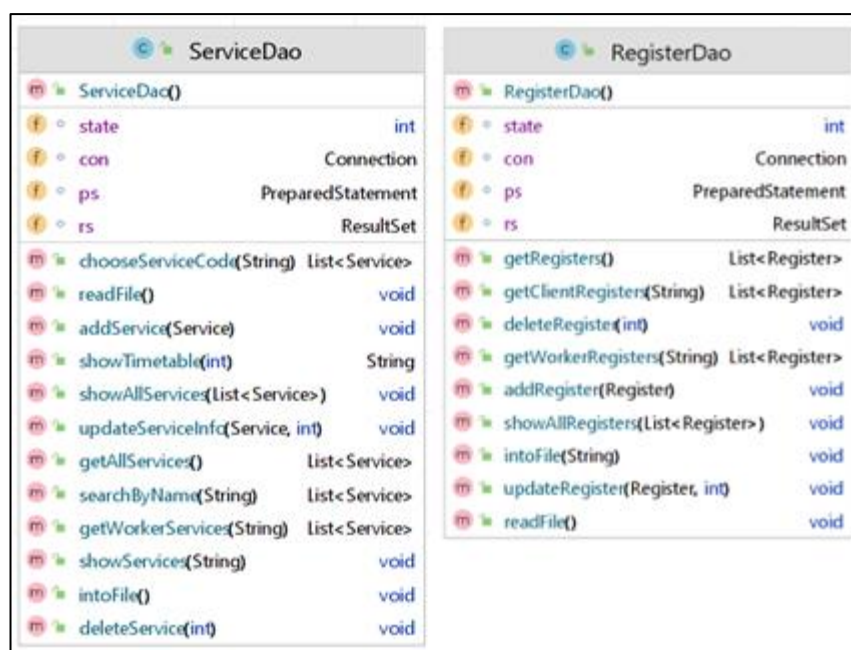 ServiceDao
ServiceDao()
state int
con Connection
ps PreparedStatement
rs ResultSet
chooseServiceCode(String) List<Service>
readFile() void
addService(Service) void
showTimetable(int) String
showAllServices(List<Service>) void
updateServiceInfo(Service, int) void
getAllServices() List<Service>
searchByName(String) List<Service>
getWorkerServices(String) List<Service>
showServices(String) void
intoFile() void
deleteService(int) void
RegisterDao
RegisterDao()
state int
con Connection
ps PreparedStatement
rs ResultSet
getRegisters() List<Register>
getClientRegisters(String) List<Register>
deleteRegister(int) void
getWorkerRegisters(String) List<Register>
addRegister(Register) void
showAllRegisters(List<Register>) void
intoFile(String) void
updateRegister(Register, int) void
readFile() void